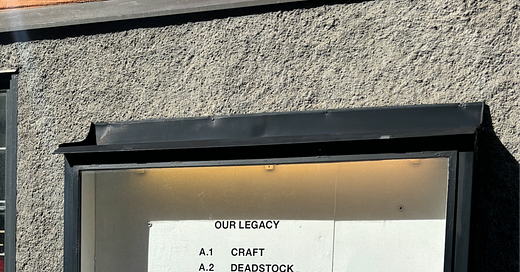 OUR LEGACY
A.1 CRAFT
A.2 DEADSTOCK